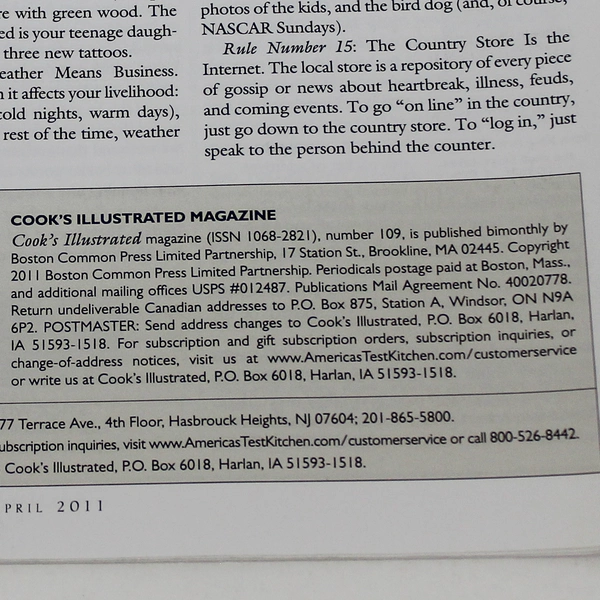 re with green wood. The
ed is your teenage daugh-
three new tattoos.
eather Means Business.
n it affects your livelihood:
cold nights, warm days),
rest of the time, weather
photos of the kids, and the bird dog (and, of course,
NASCAR Sundays).
Rule Number 15: The Country Store Is the
Internet. The local store is a repository of every piece
of gossip or news about heartbreak, illness, feuds,
and coming events. To go “on line” in the country,
just go down to the country store. To “log in,” just
speak to the person behind the counter.
COOK'S ILLUSTRATED MAGAZINE
Cook's Illustrated magazine (ISSN 1068-2821), number 109, is published bimonthly by
Boston Common Press Limited Partnership, 17 Station St., Brookline, MA 02445. Copyright
2011 Boston Common Press Limited Partnership. Periodicals postage paid at Boston, Mass.,
and additional mailing offices USPS #012487. Publications Mail Agreement No. 40020778.
Return undeliverable Canadian addresses to P.O. Box 875, Station A, Windsor, ON N9A
6P2. POSTMASTER: Send address changes to Cook's Illustrated, P.O. Box 6018, Harlan,
IA 51593-1518. For subscription and gift subscription orders, subscription inquiries, or
change-of-address notices, visit us at www.AmericasTestKitchen.com/customerservice
or write us at Cook's Illustrated, P.O. Box 6018, Harlan, IA 51593-1518.
77 Terrace Ave., 4th Floor, Hasbrouck Heights, NJ 07604; 201-865-5800.
ubscription inquiries, visit www.AmericasTestKitchen.com/customerservice or call 800-526-8442.
Cook's Illustrated, P.O. Box 6018, Harlan, IA 51593-1518.
PRIL 2011